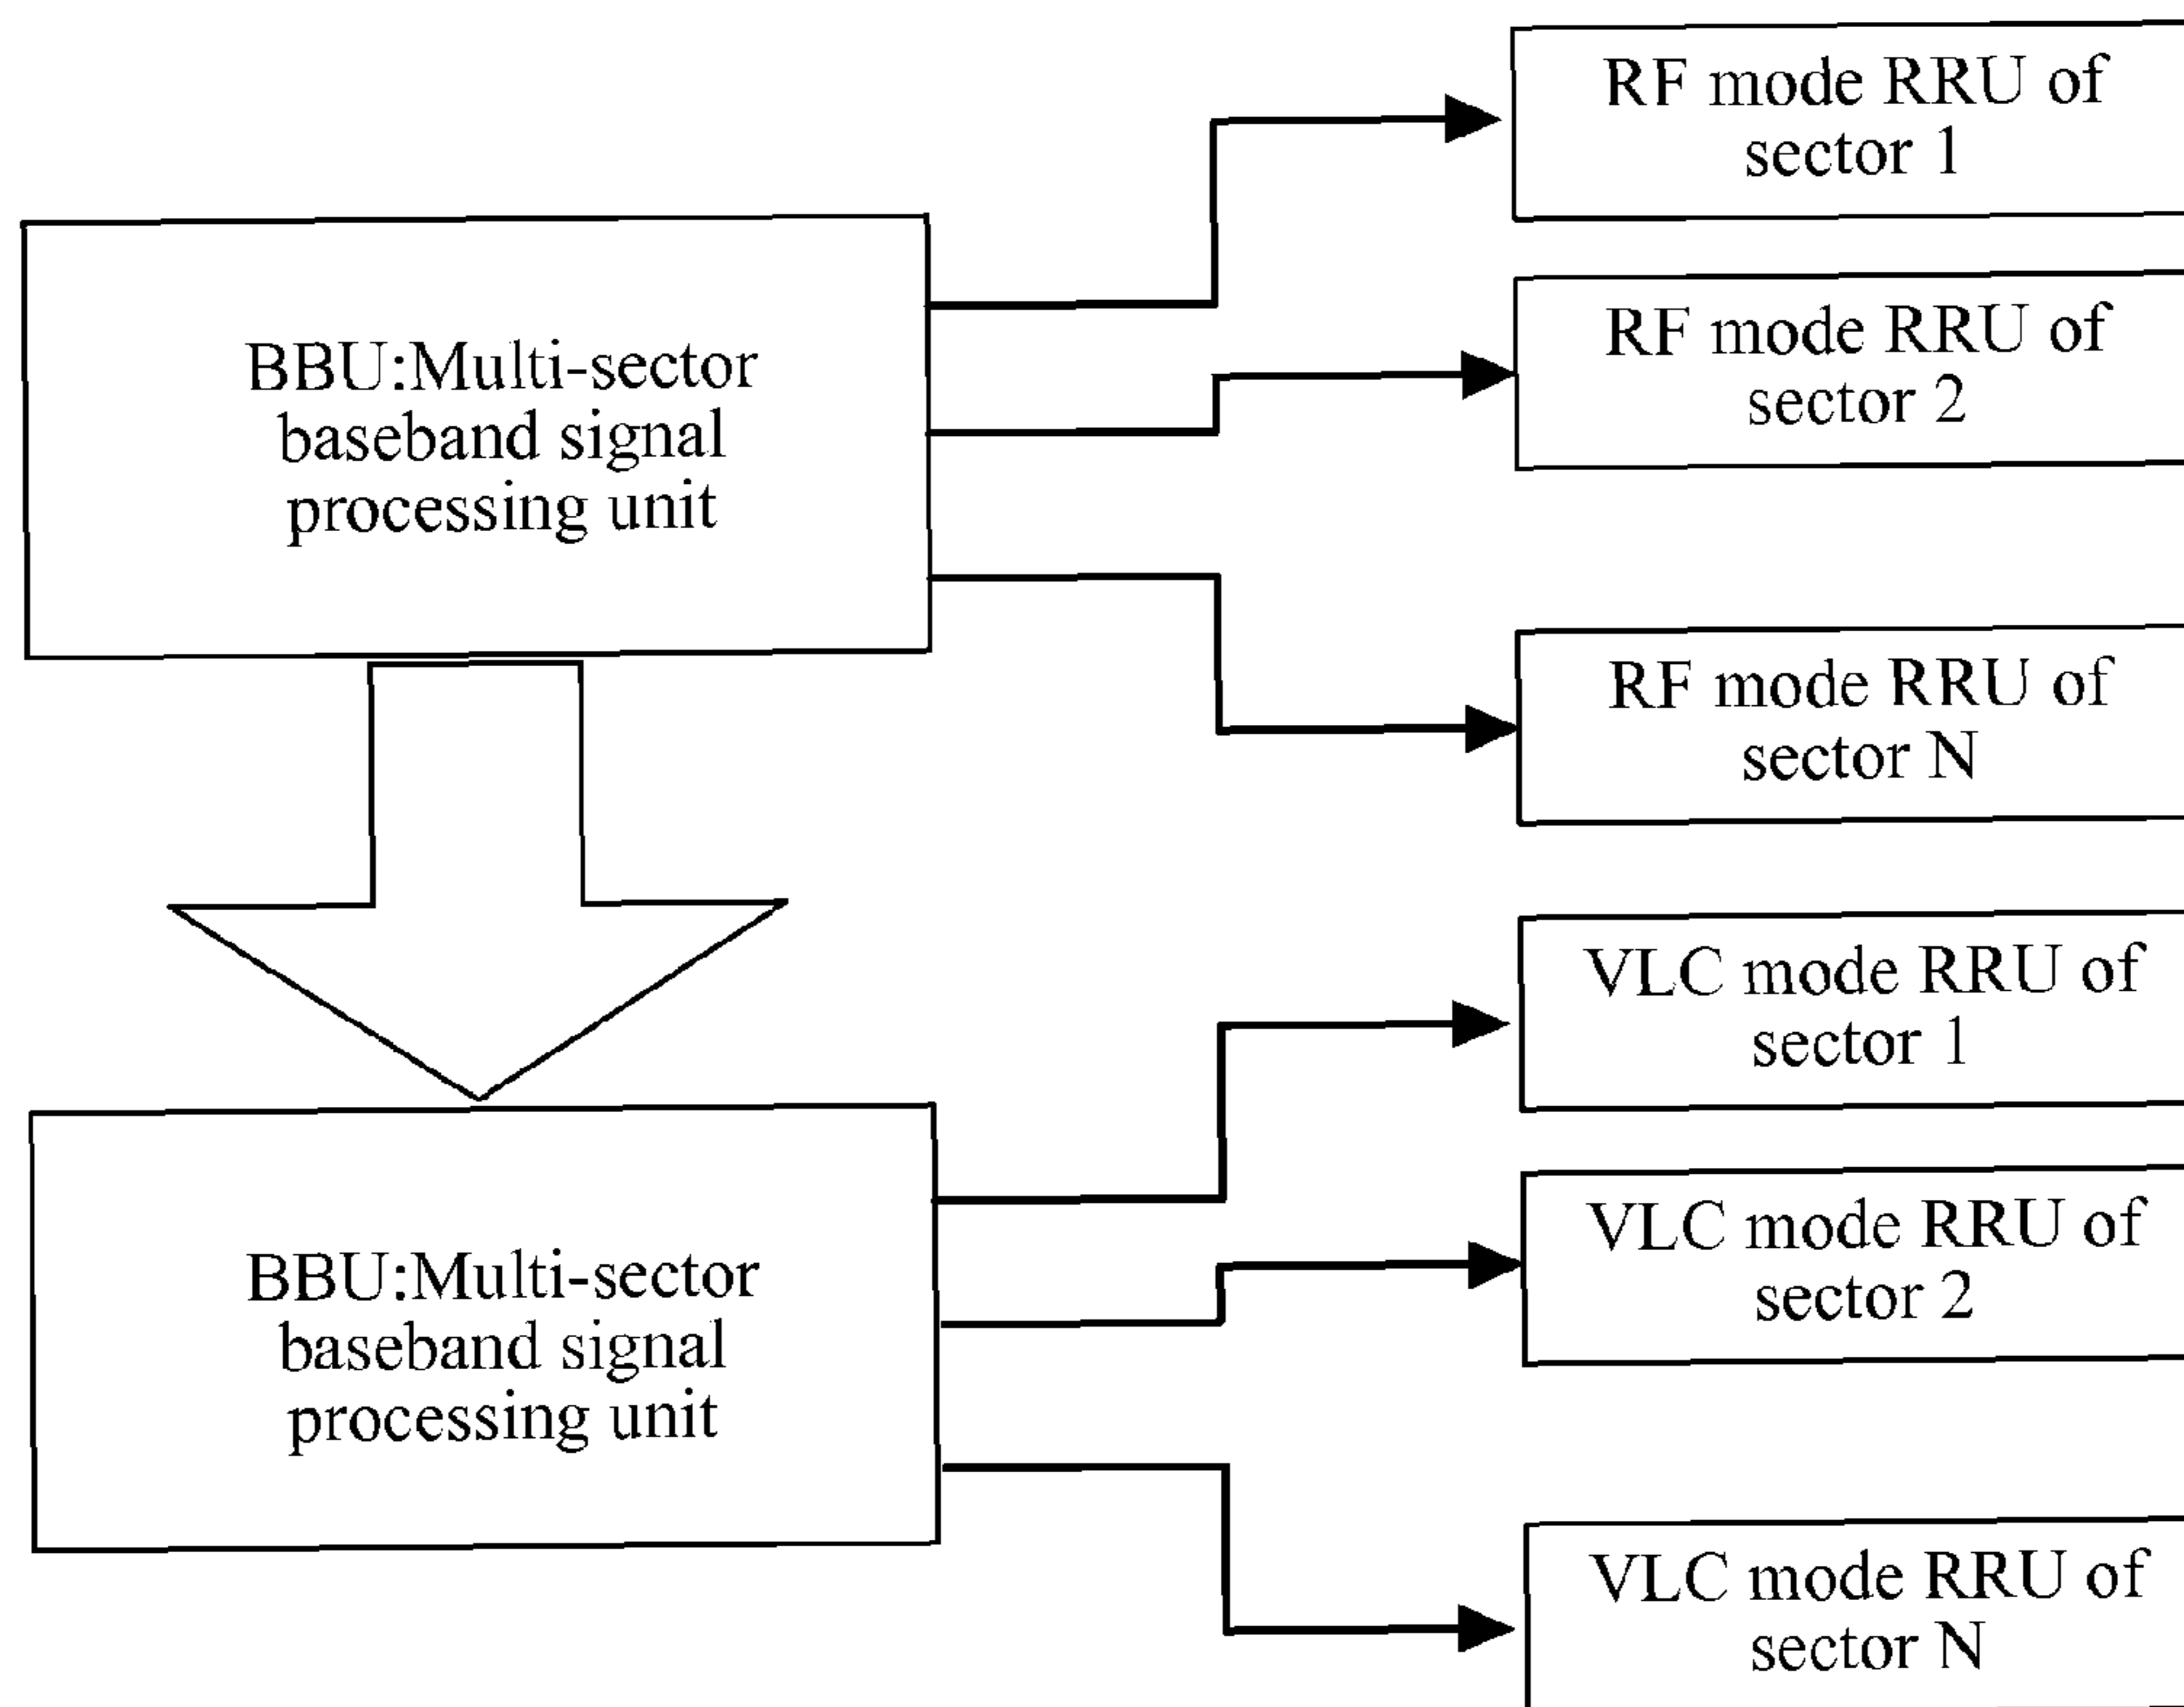 RF mode RRU of
sector 1
RF mode RRU of
sector 2
BBU:Multi-sector
baseband signal
processing unit
RF mode RRU of
sector N
VLC mode RRU of
sector 1
VLC mode RRU of
sector 2
BBU:Multi-sector
baseband signal
processing unit
VLC mode RRU of
sector N